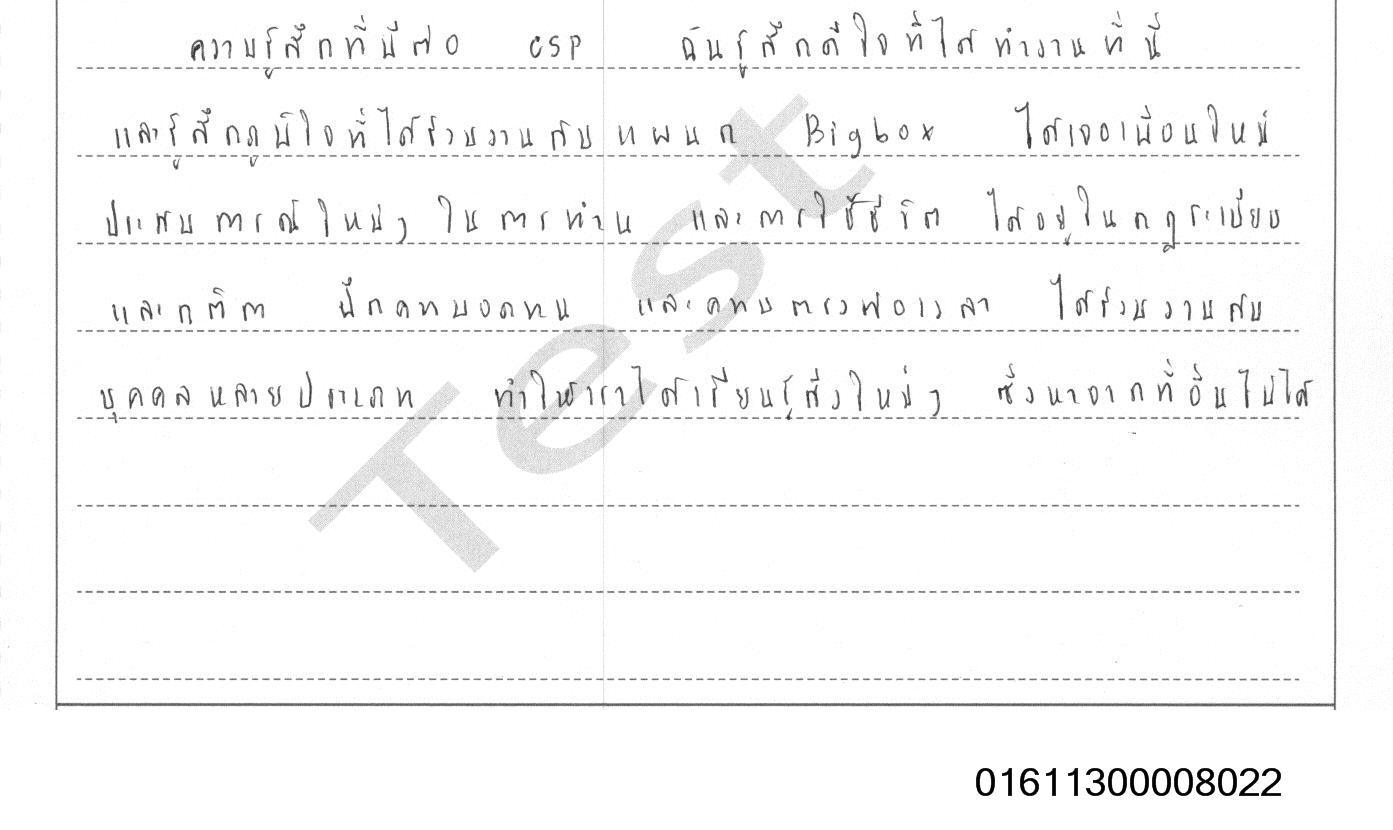 ความรู้สึกที่มีต่อ CSP ฉันรู้สึกดีใจที่ได้ทำงานที่นี่
และรู้สึกภูมิใจที่ได้ร่วมงานกับแผนก Bigbox ได้เจอเพื่อนใหม่
ประสบการณ์ใหม่ๆ ในการทำงาน และการใช้ชีวิต ได้อยู่ในกฎระเบียบ
และกติกา ฝึกความอดทน และความตรงต่อเวลา ได้ร่วมงานกับ
บุคคลหลายประเภท ทำให้เราได้เรียนรู้สิ่งใหม่ๆ ซึ่งหาจากที่อื่นไม่ได้
Test
01611300008022